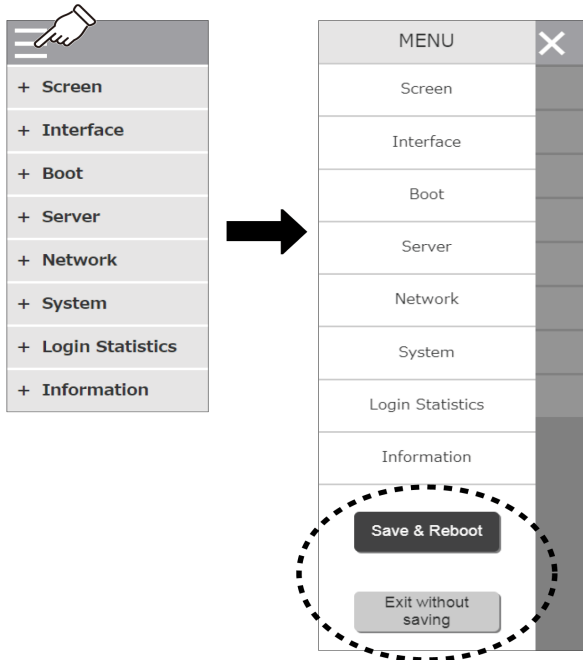 + Screen
+ Interface
+ Boot
+ Server
+ Network
+ System
+ Login Statistics
+ Information
MENU
Screen
Interface
Boot
Server
Network
System
Login Statistics
Information
Save & Reboot
Exit without
saving